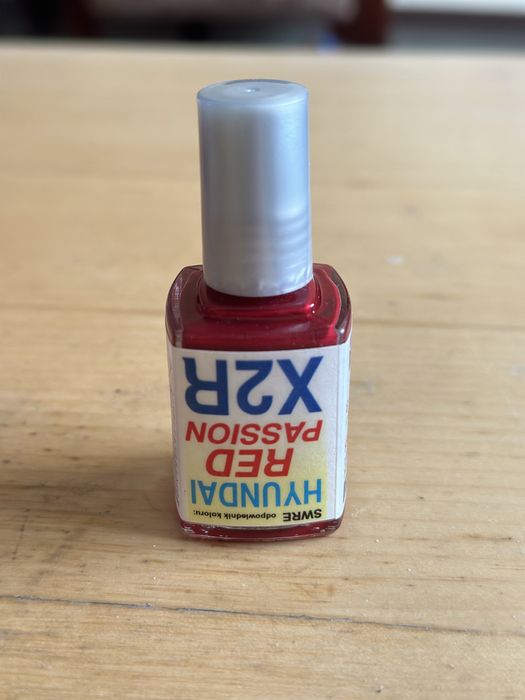 SWRE odpowiednik koloru:
HYUNDAI
RED
PASSION
X2R